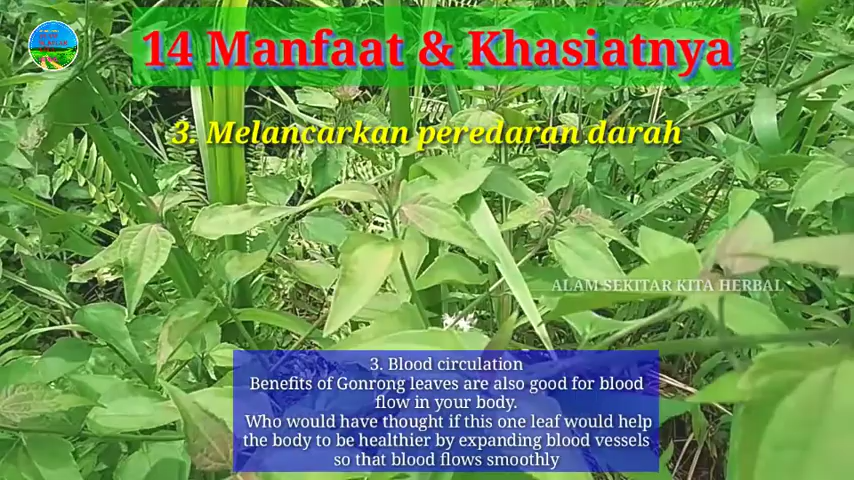 14 Manfaat & Khasiatnya
3. Melancarkan peredaran darah
ALAM SEKITAR KITA HERBAL
3. Blood circulation
Benefits of Gonrong leaves are also good for blood
flow in your body.
Who would have thought if this one leaf would help
the body to be healthier by expanding blood vessels
so that blood flows smoothly